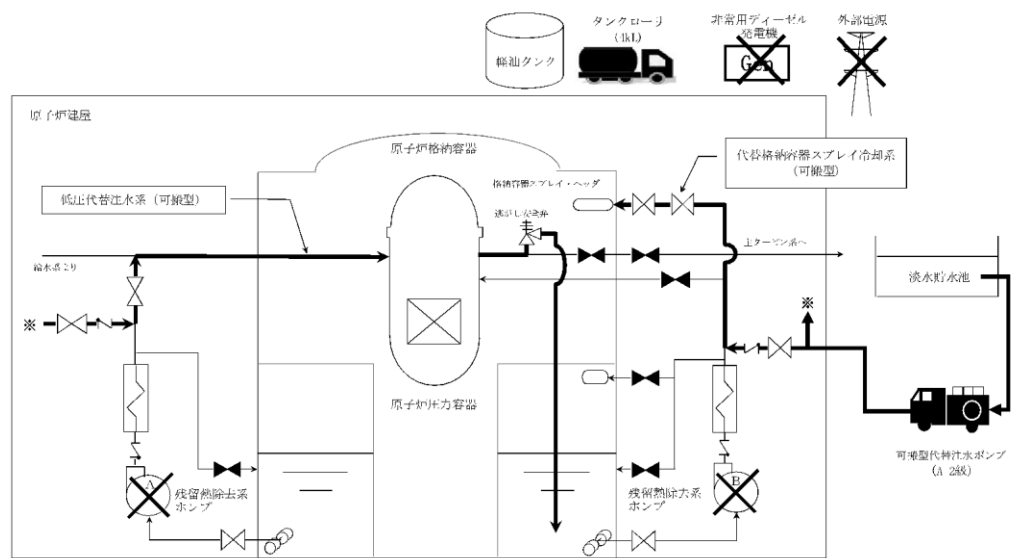 タンクローリ
(4kL)
非常用ディーゼル
発電機
外部電源
軽油タンク
Gen
原子炉建屋
原子炉格納容器
代替格納容器スプレイ冷却系
(可搬型)
格納容器スプレイ・ヘッダ
低圧代替注水系（可搬型）
逃がし安全弁
主タービン系へ
給水系より
淡水貯水池
※
※
原子炉圧力容器
可搬型代替注水ポンプ
(A-2級)
A
B
残留熱除去系
ポンプ
残留熱除去系
ポンプ